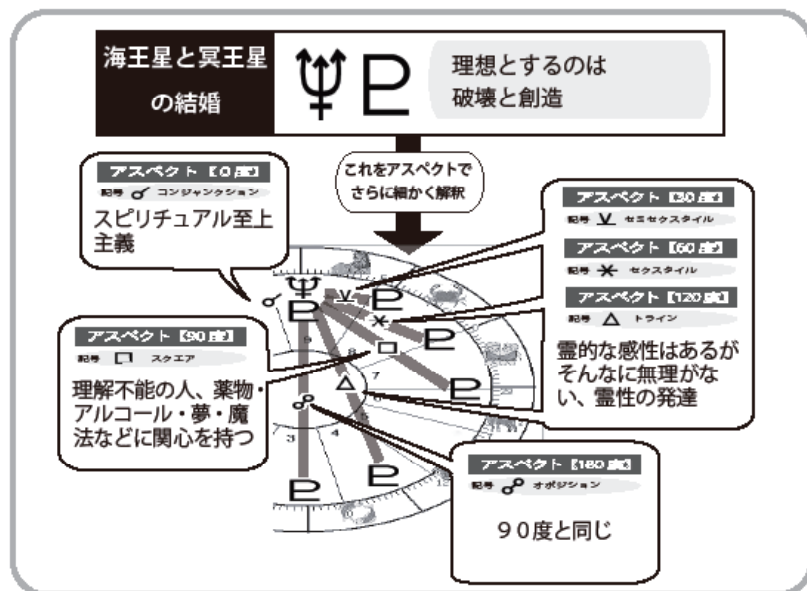 海王星と冥王星
の結婚
理想とするのは
破壊と創造
これをアスペクトで
さらに細かく解釈
アスペクト【0度】
記号 コンジャンクション
スピリチュアル至上
主義
アスペクト【30度】
記号 セミセクスタイル
アスペクト【60度】
記号 セクスタイル
アスペクト【120度】
記号 トライン
霊的な感性はあるが
そんなに無理がな
い、霊性の発達
アスペクト【90度】
記号 スクエア
理解不能の人、薬物・
アルコール・夢・魔
法などに関心を持つ
アスペクト【180度】
記号 オポジション
９０度と同じ
9
8
7
3
4